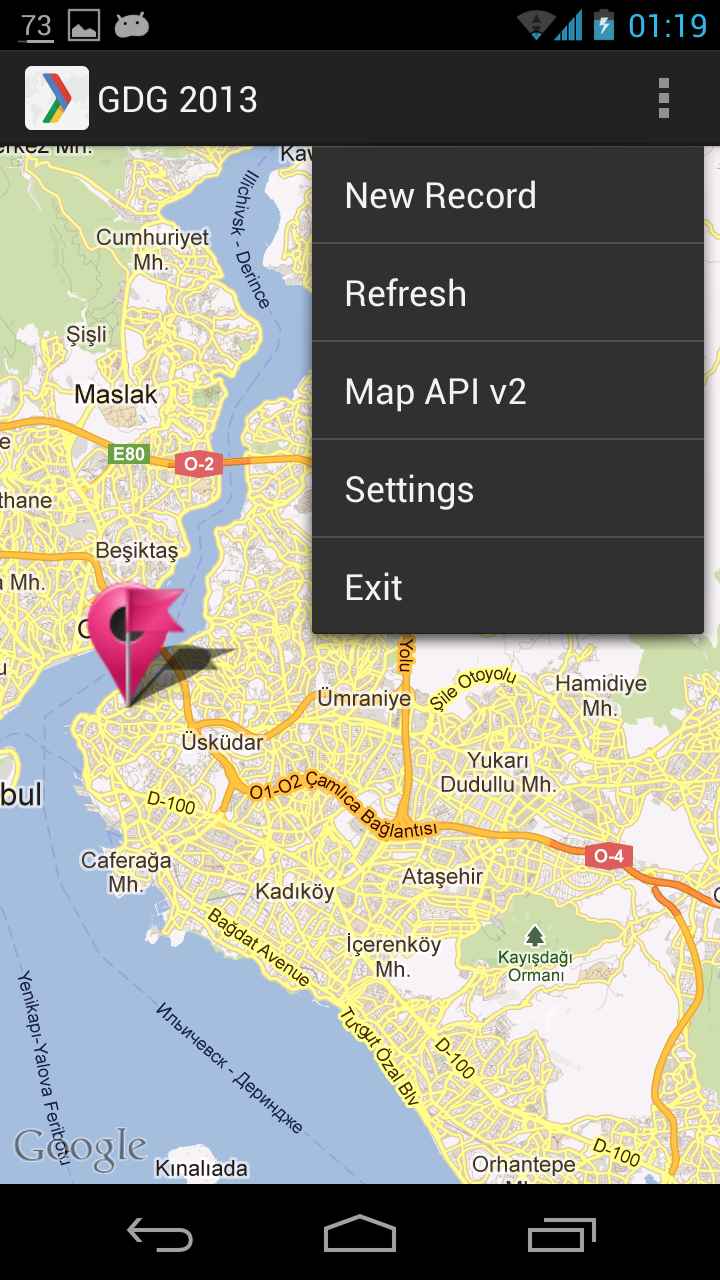 73
01:19
GDG 2013
New Record
Refresh
Map API v2
Settings
Exit
Illichivsk - Derince
Cumhuriyet
Mh.
Şişli
Maslak
E80
O-2
Beşiktaş
Mh.
Yolu
Şile Otoyolu
Ümraniye
Hamidiye
Mh.
Üsküdar
Yukarı
Dudullu Mh.
O1-O2 Çamlıca Bağlantısı
D-100
O-4
Caferağa
Mh.
Kadıköy
Ataşehir
Bağdat Avenue
İçerenköy
Mh.
Kayışdağı
Ormanı
Yenikapı-Yalova Feribotu
Ильичевск - Дериндже
Turgut Özal Blv
D-100
D-100
Google
Kınalıada
Orhantepe